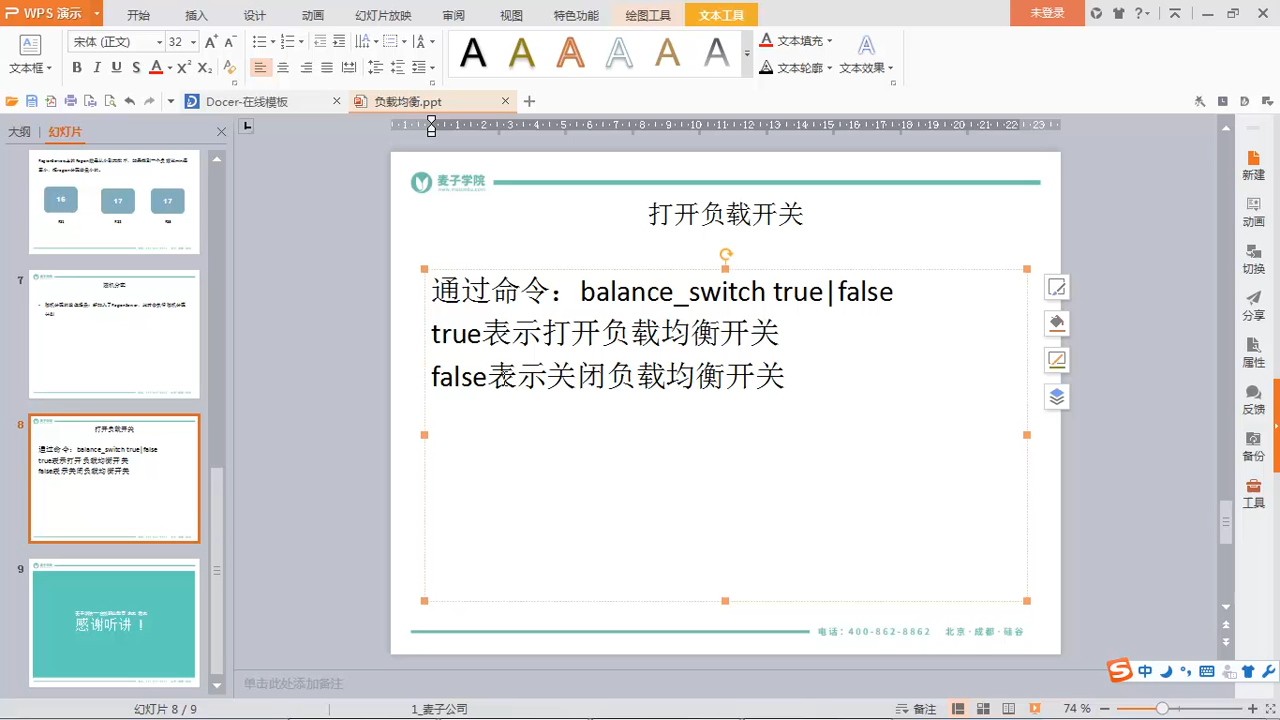 WPS 演示
开始 插入 设计 动画 幻灯片放映 审阅 视图 特色功能 绘图工具 文本工具
未登录
文本框
宋体 (正文) 32
B I U S A X² X₂
A A A A A A
文本填充
文本轮廓
文本效果
Docer-在线模板
负载均衡.ppt
大纲 幻灯片
16 17 17
7
8
打开负载开关
通过命令：balance_switch true|false
true表示打开负载均衡开关
false表示关闭负载均衡开关
9
感谢听讲！
麦子学院
打开负载开关
通过命令：balance_switch true|false
true表示打开负载均衡开关
false表示关闭负载均衡开关
电话：400-862-8862 北京·成都·硅谷
新建
动画
切换
分享
属性
反馈
备份
工具
单击此处添加备注
中
幻灯片 8 / 9
1_麦子公司
备注
74 %